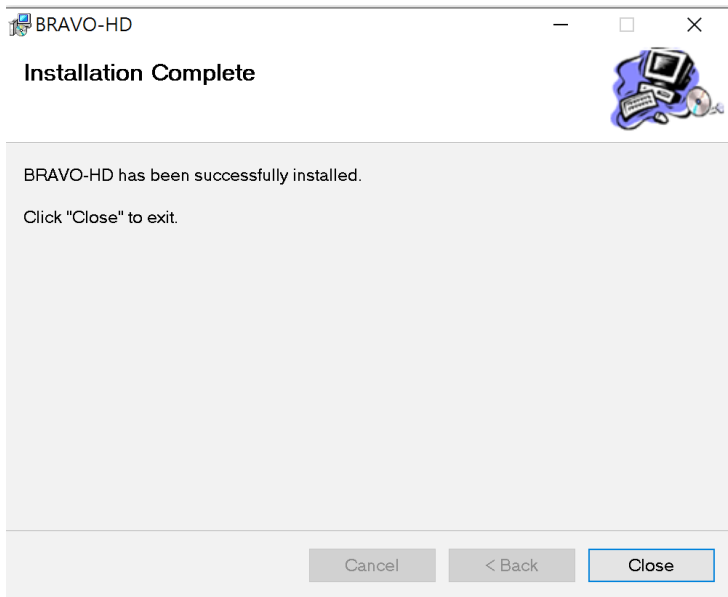 BRAVO-HD
Installation Complete
BRAVO-HD has been successfully installed.
Click "Close" to exit.
Cancel
< Back
Close